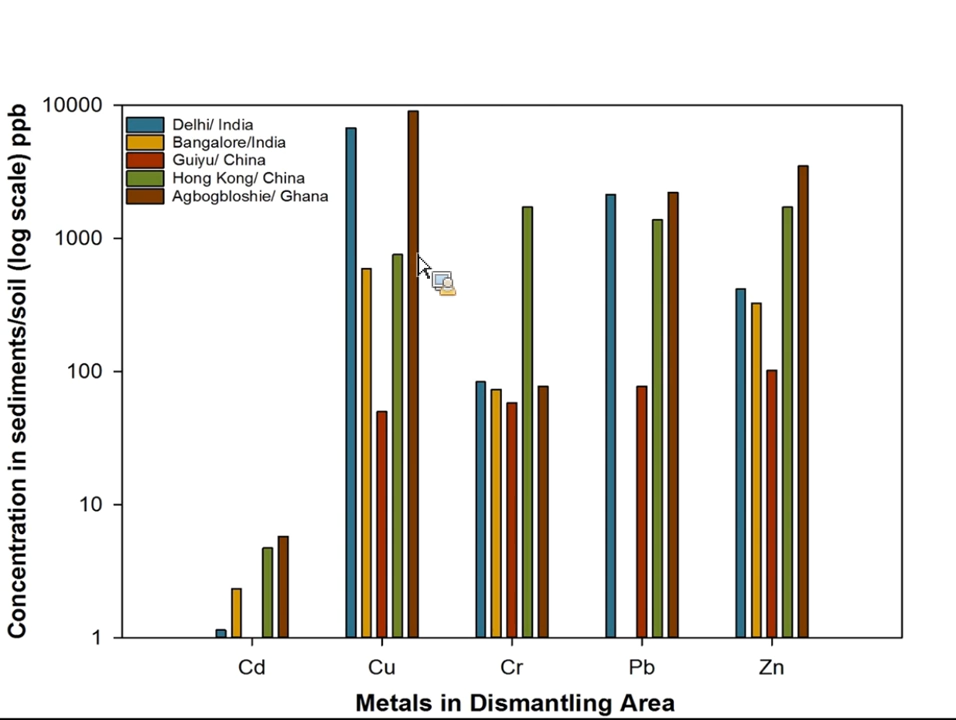 10000
1000
100
10
1
Concentration in sediments/soil (log scale) ppb
Delhi/ India
Bangalore/India
Guiyu/ China
Hong Kong/ China
Agbogbloshie/ Ghana
Cd Cu Cr Pb Zn
Metals in Dismantling Area